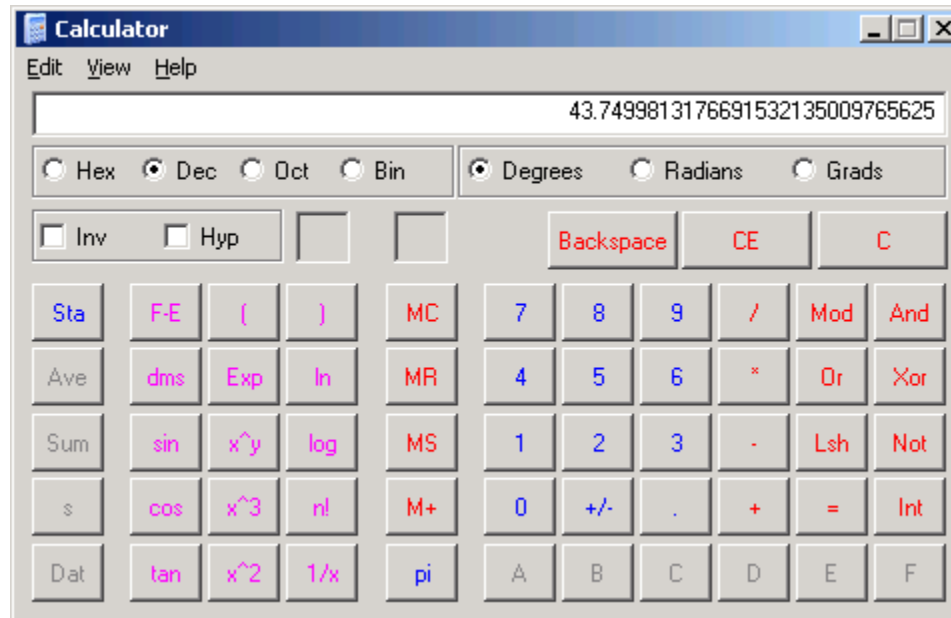 Calculator
Edit View Help
43.7499813176691532135009765625
Hex Dec Oct Bin Degrees Radians Grads
Inv Hyp Backspace CE C
Sta F-E ( ) MC 7 8 9 / Mod And
Ave dms Exp ln MR 4 5 6 * Or Xor
Sum sin x^y log MS 1 2 3 - Lsh Not
s cos x^3 n! M+ 0 +/- . + = Int
Dat tan x^2 1/x pi A B C D E F